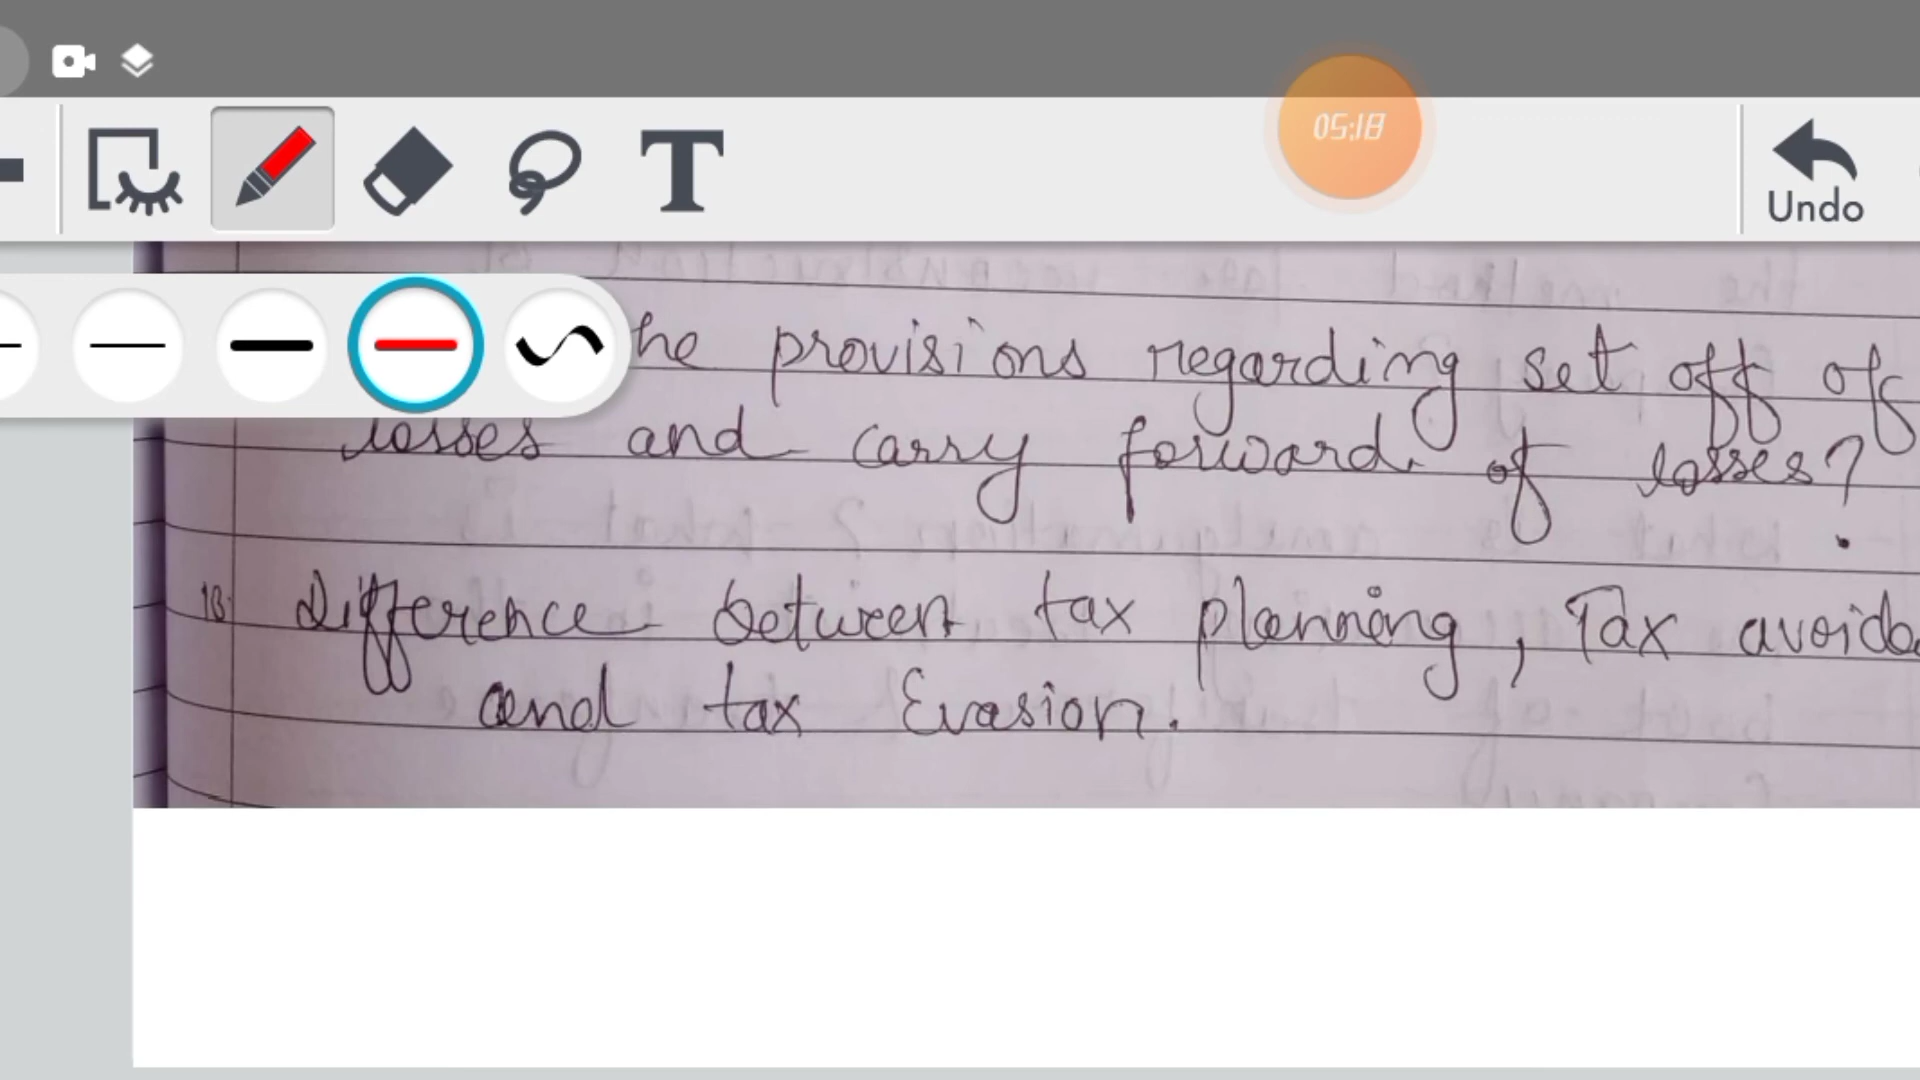 05:18
T
Undo
he provisions regarding set off of
losses and carry forward of losses?
18. Difference between tax planning, Tax avoida
and tax Evasion.